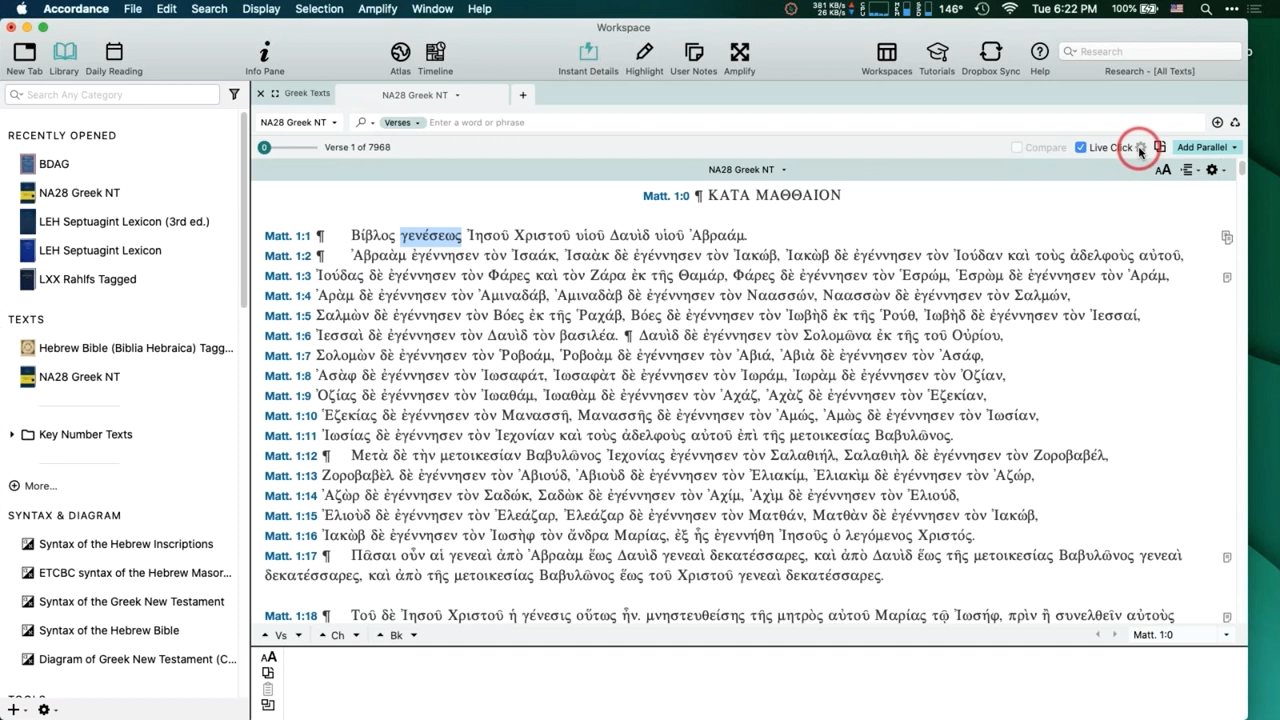 Accordance File Edit Search Display Selection Amplify Window Help 381 KB/s 26 KB/s 146° Tue 6:22 PM 100%
Workspace
New Tab Library Daily Reading Info Pane Atlas Timeline Instant Details Highlight User Notes Amplify Workspaces Tutorials Dropbox Sync Help Research Research - [All Texts]
Search Any Category
RECENTLY OPENED
BDAG
NA28 Greek NT
LEH Septuagint Lexicon (3rd ed.)
LEH Septuagint Lexicon
LXX Rahlfs Tagged
TEXTS
Hebrew Bible (Biblia Hebraica) Tagg...
NA28 Greek NT
Key Number Texts
More...
SYNTAX & DIAGRAM
Syntax of the Hebrew Inscriptions
ETCBC syntax of the Hebrew Masor...
Syntax of the Greek New Testament
Syntax of the Hebrew Bible
Diagram of Greek New Testament (C...
Greek Texts NA28 Greek NT +
NA28 Greek NT Verses Enter a word or phrase
0 Verse 1 of 7968 Compare Live Click Add Parallel
NA28 Greek NT AA
Matt. 1:0 ¶ ΚΑΤΑ ΜΑΘΘΑΙΟΝ
Matt. 1:1 ¶ Βίβλος γενέσεως Ἰησοῦ Χριστοῦ υἱοῦ Δαυὶδ υἱοῦ Ἀβραάμ.
Matt. 1:2 ¶ Ἀβραὰμ ἐγέννησεν τὸν Ἰσαάκ, Ἰσαὰκ δὲ ἐγέννησεν τὸν Ἰακώβ, Ἰακὼβ δὲ ἐγέννησεν τὸν Ἰούδαν καὶ τοὺς ἀδελφοὺς αὐτοῦ,
Matt. 1:3 Ἰούδας δὲ ἐγέννησεν τὸν Φάρες καὶ τὸν Ζάρα ἐκ τῆς Θαμάρ, Φάρες δὲ ἐγέννησεν τὸν Ἑσρώμ, Ἑσρὼμ δὲ ἐγέννησεν τὸν Ἀράμ,
Matt. 1:4 Ἀρὰμ δὲ ἐγέννησεν τὸν Ἀμιναδάβ, Ἀμιναδὰβ δὲ ἐγέννησεν τὸν Ναασσών, Ναασσὼν δὲ ἐγέννησεν τὸν Σαλμών,
Matt. 1:5 Σαλμὼν δὲ ἐγέννησεν τὸν Βόες ἐκ τῆς Ῥαχάβ, Βόες δὲ ἐγέννησεν τὸν Ἰωβὴδ ἐκ τῆς Ῥούθ, Ἰωβὴδ δὲ ἐγέννησεν τὸν Ἰεσσαί,
Matt. 1:6 Ἰεσσαὶ δὲ ἐγέννησεν τὸν Δαυὶδ τὸν βασιλέα. ¶ Δαυὶδ δὲ ἐγέννησεν τὸν Σολομῶνα ἐκ τῆς τοῦ Οὐρίου,
Matt. 1:7 Σολομὼν δὲ ἐγέννησεν τὸν Ῥοβοάμ, Ῥοβοὰμ δὲ ἐγέννησεν τὸν Ἀβιά, Ἀβιὰ δὲ ἐγέννησεν τὸν Ἀσάφ,
Matt. 1:8 Ἀσὰφ δὲ ἐγέννησεν τὸν Ἰωσαφάτ, Ἰωσαφὰτ δὲ ἐγέννησεν τὸν Ἰωράμ, Ἰωρὰμ δὲ ἐγέννησεν τὸν Ὀζίαν,
Matt. 1:9 Ὀζίας δὲ ἐγέννησεν τὸν Ἰωαθάμ, Ἰωαθὰμ δὲ ἐγέννησεν τὸν Ἀχάζ, Ἀχὰζ δὲ ἐγέννησεν τὸν Ἑζεκίαν,
Matt. 1:10 Ἑζεκίας δὲ ἐγέννησεν τὸν Μανασσῆ, Μανασσῆς δὲ ἐγέννησεν τὸν Ἀμώς, Ἀμὼς δὲ ἐγέννησεν τὸν Ἰωσίαν,
Matt. 1:11 Ἰωσίας δὲ ἐγέννησεν τὸν Ἰεχονίαν καὶ τοὺς ἀδελφοὺς αὐτοῦ ἐπὶ τῆς μετοικεσίας Βαβυλῶνος.
Matt. 1:12 ¶ Μετὰ δὲ τὴν μετοικεσίαν Βαβυλῶνος Ἰεχονίας ἐγέννησεν τὸν Σαλαθιήλ, Σαλαθιὴλ δὲ ἐγέννησεν τὸν Ζοροβαβέλ,
Matt. 1:13 Ζοροβαβὲλ δὲ ἐγέννησεν τὸν Ἀβιούδ, Ἀβιοὺδ δὲ ἐγέννησεν τὸν Ἐλιακίμ, Ἐλιακὶμ δὲ ἐγέννησεν τὸν Ἀζώρ,
Matt. 1:14 Ἀζὼρ δὲ ἐγέννησεν τὸν Σαδώκ, Σαδὼκ δὲ ἐγέννησεν τὸν Ἀχίμ, Ἀχὶμ δὲ ἐγέννησεν τὸν Ἐλιούδ,
Matt. 1:15 Ἐλιοὺδ δὲ ἐγέννησεν τὸν Ἐλεάζαρ, Ἐλεάζαρ δὲ ἐγέννησεν τὸν Ματθάν, Ματθὰν δὲ ἐγέννησεν τὸν Ἰακώβ,
Matt. 1:16 Ἰακὼβ δὲ ἐγέννησεν τὸν Ἰωσὴφ τὸν ἄνδρα Μαρίας, ἐξ ἧς ἐγεννήθη Ἰησοῦς ὁ λεγόμενος Χριστός.
Matt. 1:17 ¶ Πᾶσαι οὖν αἱ γενεαὶ ἀπὸ Ἀβραὰμ ἕως Δαυὶδ γενεαὶ δεκατέσσαρες, καὶ ἀπὸ Δαυὶδ ἕως τῆς μετοικεσίας Βαβυλῶνος γενεαὶ
δεκατέσσαρες, καὶ ἀπὸ τῆς μετοικεσίας Βαβυλῶνος ἕως τοῦ Χριστοῦ γενεαὶ δεκατέσσαρες.
Matt. 1:18 ¶ Τοῦ δὲ Ἰησοῦ Χριστοῦ ἡ γένεσις οὕτως ἦν. μνηστευθείσης τῆς μητρὸς αὐτοῦ Μαρίας τῷ Ἰωσήφ, πρὶν ἢ συνελθεῖν αὐτοὺς
Vs Ch Bk Matt. 1:0
AA